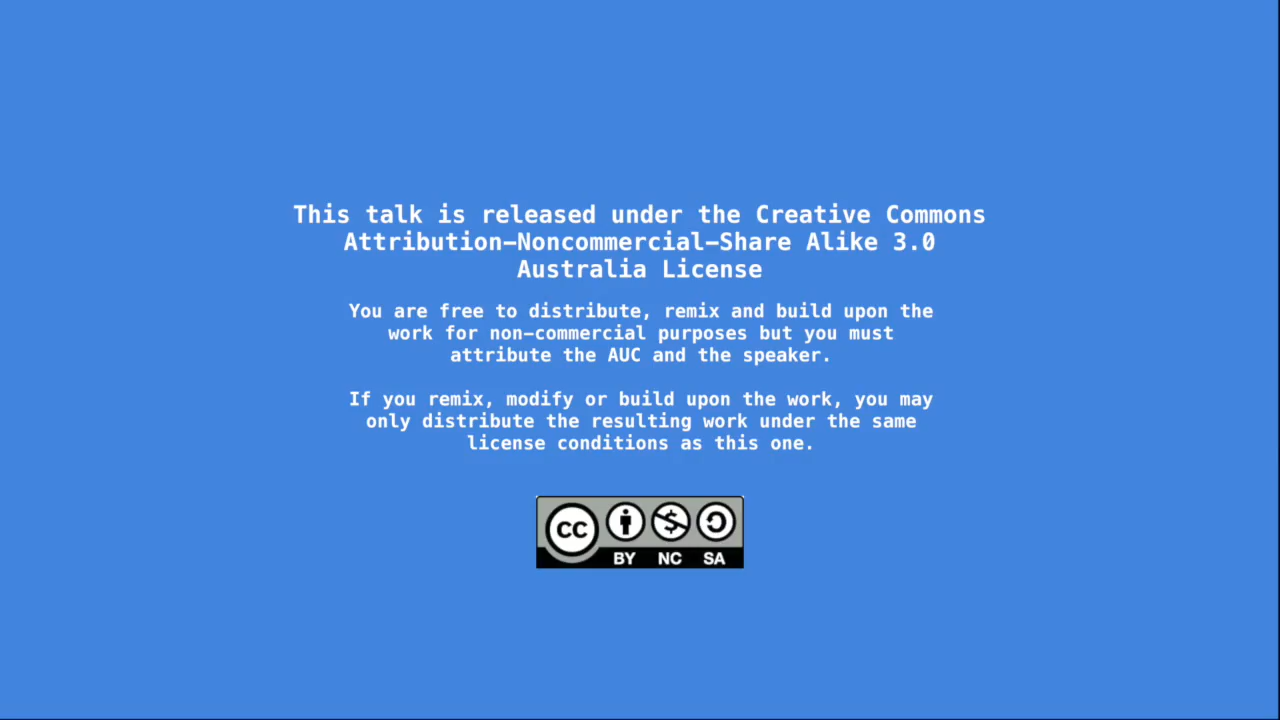 This talk is released under the Creative Commons
Attribution-Noncommercial-Share Alike 3.0
Australia License
You are free to distribute, remix and build upon the
work for non-commercial purposes but you must
attribute the AUC and the speaker.
If you remix, modify or build upon the work, you may
only distribute the resulting work under the same
license conditions as this one.
CC
BY NC SA